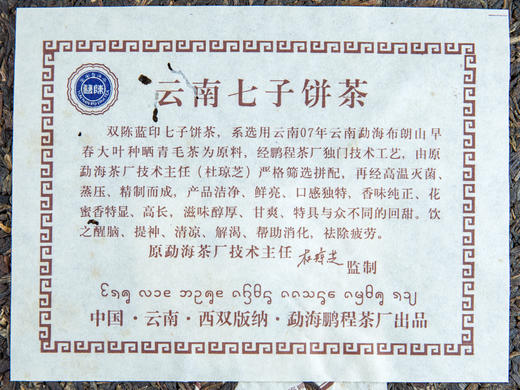 云南七子饼茶
双陈蓝印七子饼茶，系选用云南07年云南勐海布朗山早
春大叶种晒青毛茶为原料，经鹏程茶厂独门技术工艺，由原
勐海茶厂技术主任（杜琼芝）严格筛选拼配，再经高温灭菌、
蒸压、精制而成，产品洁净、鲜亮、口感独特，香味纯正、花
蜜香特显、高长，滋味醇厚、甘爽，特具与众不同的回甜。饮
之醒脑、提神、清凉、解渴、帮助消化，祛除疲劳。
原勐海茶厂技术主任 杜琼芝 监制
中国·云南·西双版纳·勐海鹏程茶厂出品